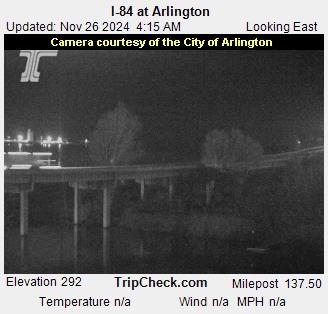 I-84 at Arlington
Updated: Nov 26 2024 4:15 AM Looking East
Camera courtesy of the City of Arlington
Elevation 292 TripCheck.com Milepost 137.50
Temperature n/a Wind n/a MPH n/a